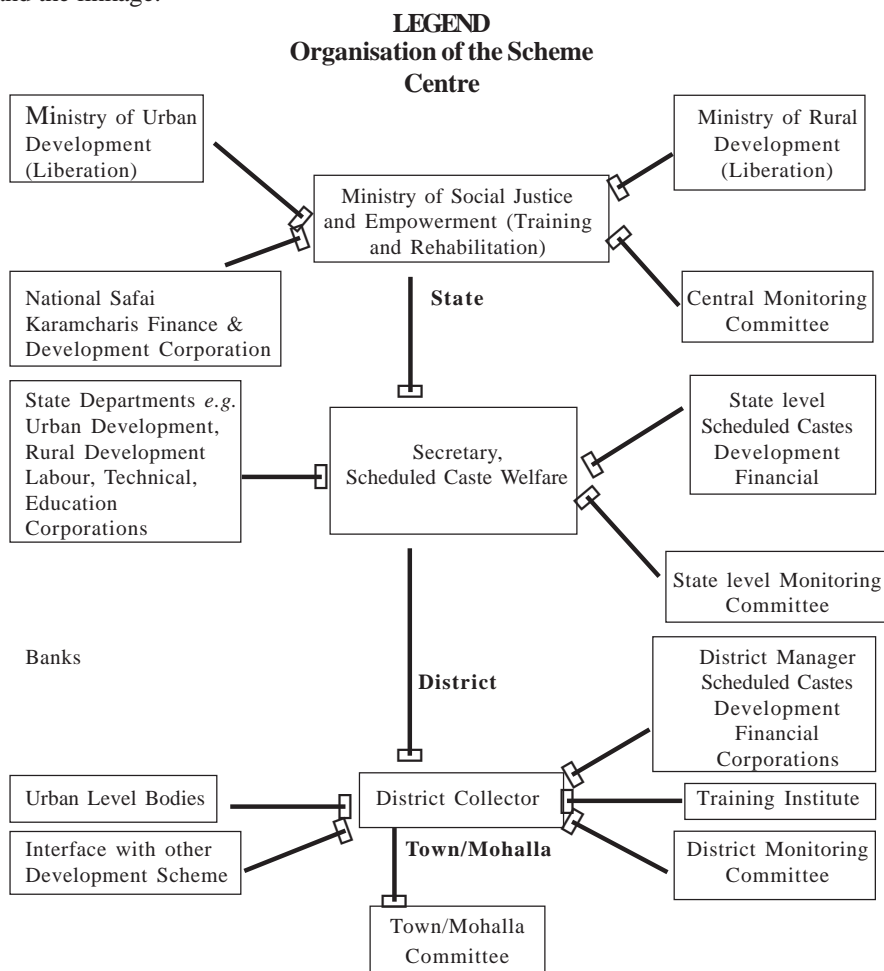 and the linkage.
LEGEND
Organisation of the Scheme
Centre
Ministry of Urban
Development
(Liberation)
Ministry of Rural
Development
(Liberation)
Ministry of Social Justice
and Empowerment (Training
and Rehabilitation)
National Safai
Karamcharis Finance &
Development Corporation
State
Central Monitoring
Committee
State Departments e.g.
Urban Development,
Rural Development
Labour, Technical,
Education
Corporations
Secretary,
Scheduled Caste Welfare
State level
Scheduled Castes
Development
Financial
State level Monitoring
Committee
Banks
District
District Manager
Scheduled Castes
Development
Financial
Corporations
Urban Level Bodies
District Collector
Training Institute
Interface with other
Development Scheme
Town/Mohalla
District Monitoring
Committee
Town/Mohalla
Committee